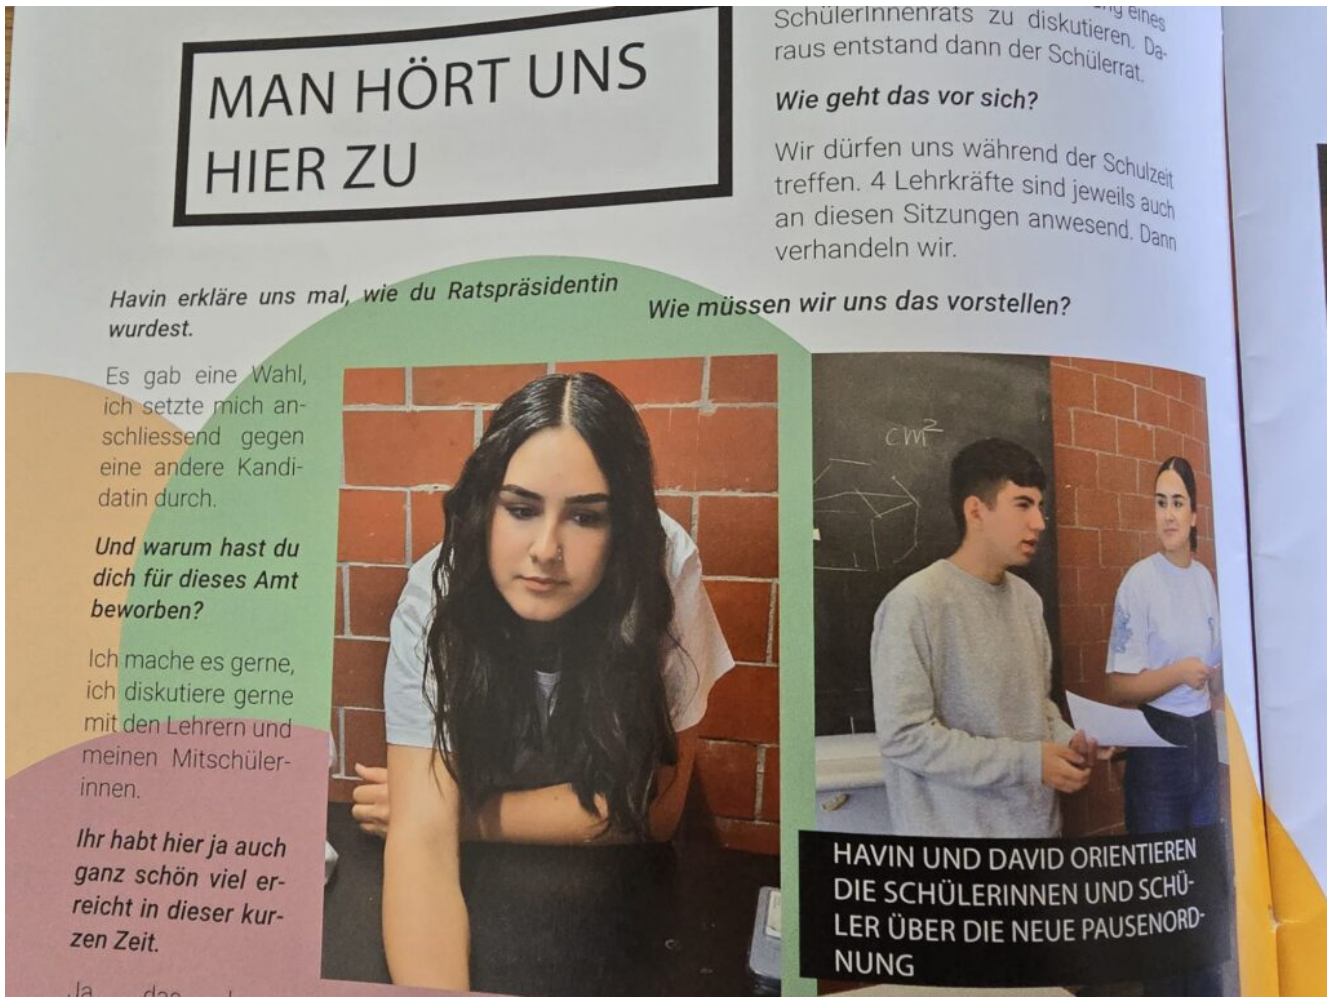 MAN HÖRT UNS
HIER ZU
Havin erkläre uns mal, wie du Ratspräsidentin
wurdest.
Es gab eine Wahl,
ich setzte mich an-
schliessend gegen
eine andere Kandi-
datin durch.
Und warum hast du
dich für dieses Amt
beworben?
Ich mache es gerne,
ich diskutiere gerne
mit den Lehrern und
meinen Mitschüler-
innen.
Ihr habt hier ja auch
ganz schön viel er-
reicht in dieser kur-
zen Zeit.
Ja
eines
SchülerInnenrats zu diskutieren. Da-
raus entstand dann der Schülerrat.
Wie geht das vor sich?
Wir dürfen uns während der Schulzeit
treffen. 4 Lehrkräfte sind jeweils auch
an diesen Sitzungen anwesend. Dann
verhandeln wir.
Wie müssen wir uns das vorstellen?
cm²
HAVIN UND DAVID ORIENTIEREN
DIE SCHÜLERINNEN UND SCHÜ-
LER ÜBER DIE NEUE PAUSENORD-
NUNG